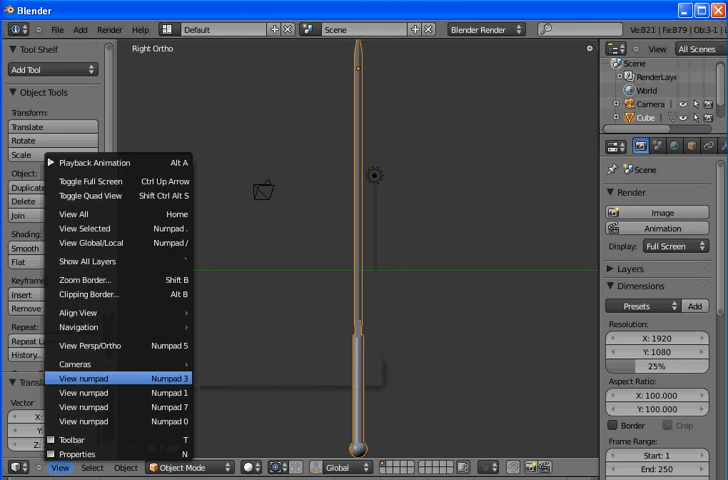 Blender
File Add Render Help Default Scene Blender Render Ve:821 | Fa:879 | Ob:3-1 |
Tool Shelf
Add Tool
Object Tools
Transform:
Translate
Rotate
Scale
Object:
Duplicate
Delete
Join
Shading:
Smooth
Flat
Keyframe
Insert
Remove
Repeat:
Repeat La
History...
Transl
Vector
X:
Y:
Z:
Right Ortho
Playback Animation Alt A
Toggle Full Screen Ctrl Up Arrow
Toggle Quad View Shift Ctrl Alt S
View All Home
View Selected Numpad .
View Global/Local Numpad /
Show All Layers `
Zoom Border... Shift B
Clipping Border... Alt B
Align View
Navigation
View Persp/Ortho Numpad 5
Cameras
View numpad Numpad 3
View numpad Numpad 1
View numpad Numpad 7
View numpad Numpad 0
Toolbar T
Properties N
View Select Object Object Mode Global
View All Scenes
Scene
RenderLaye
World
Camera
Cube
Scene
Render
Image
Animation
Display: Full Screen
Layers
Dimensions
Presets Add
Resolution:
X: 1920
Y: 1080
25%
Aspect Ratio:
X: 100.000
Y: 100.000
Border Crop
Frame Range:
Start: 1
End: 250